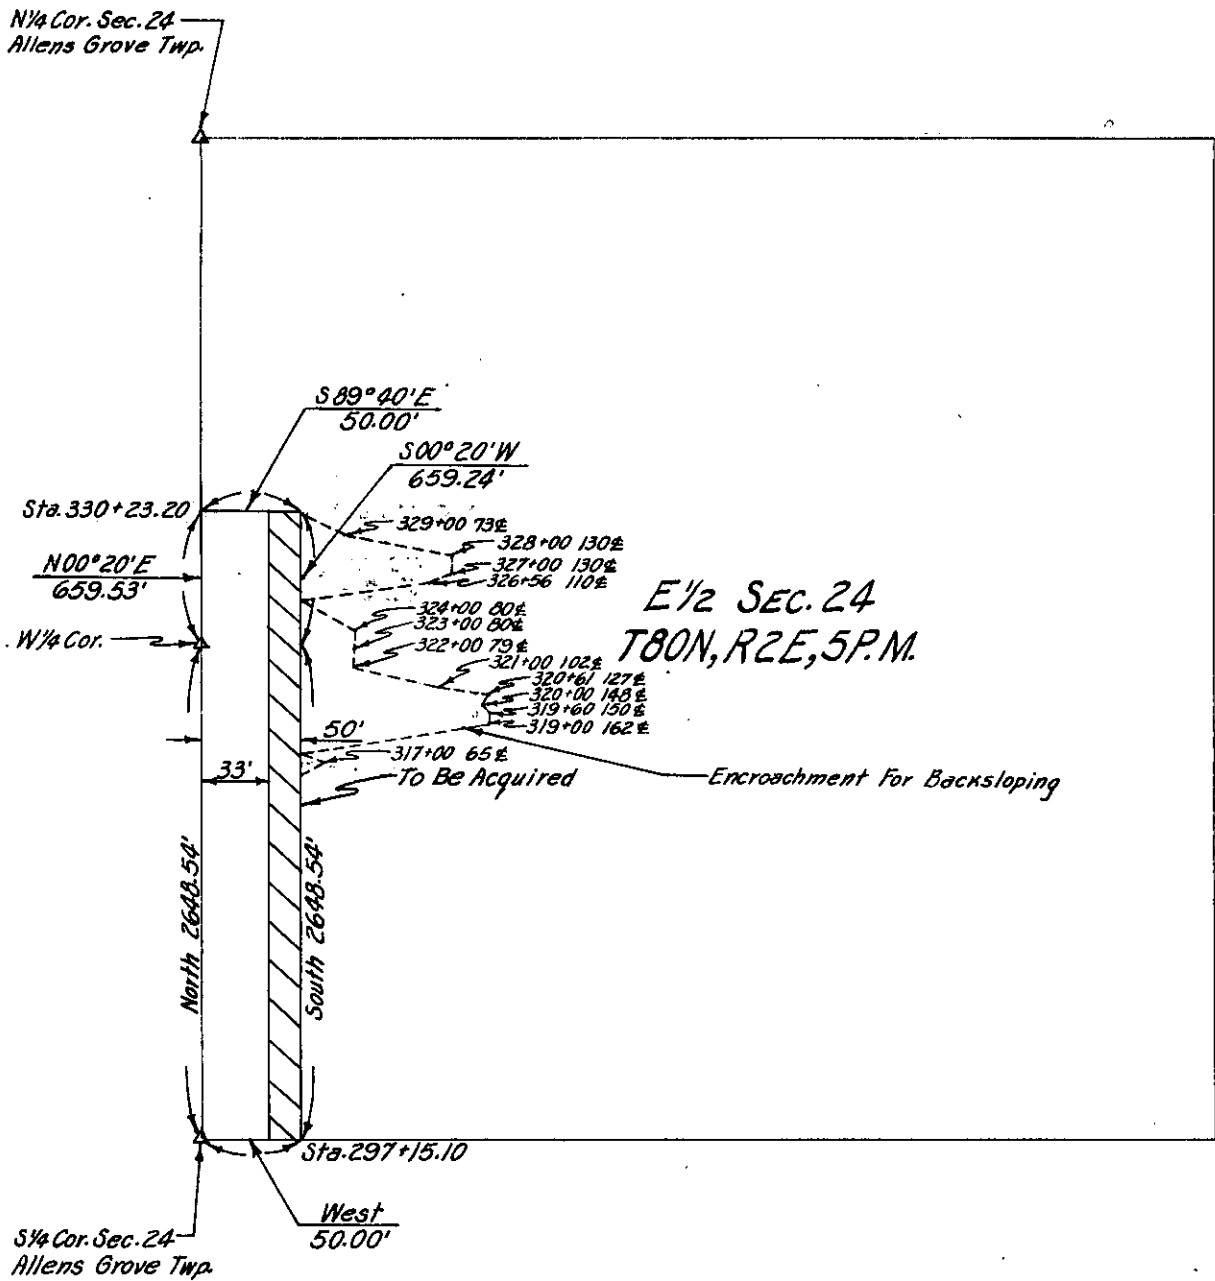 N¼ Cor. Sec. 24
Allens Grove Twp.
S 89° 40' E
50.00'
S 00° 20' W
659.24'
Sta. 330+23.20
329+00 73℄
328+00 130℄
N 00° 20' E
659.53'
327+00 130℄
326+56 110℄
E ½ SEC. 24
T80N, R2E, 5P.M.
324+00 80℄
323+00 80℄
W ¼ Cor.
322+00 79℄
321+00 102℄
320+61 127℄
320+00 148℄
319+60 150℄
319+00 162℄
50'
317+00 65℄
33'
To Be Acquired
Encroachment For Backsloping
North 2648.54'
South 2648.54'
Sta. 297+15.10
West
50.00'
S¼ Cor. Sec. 24
Allens Grove Twp.